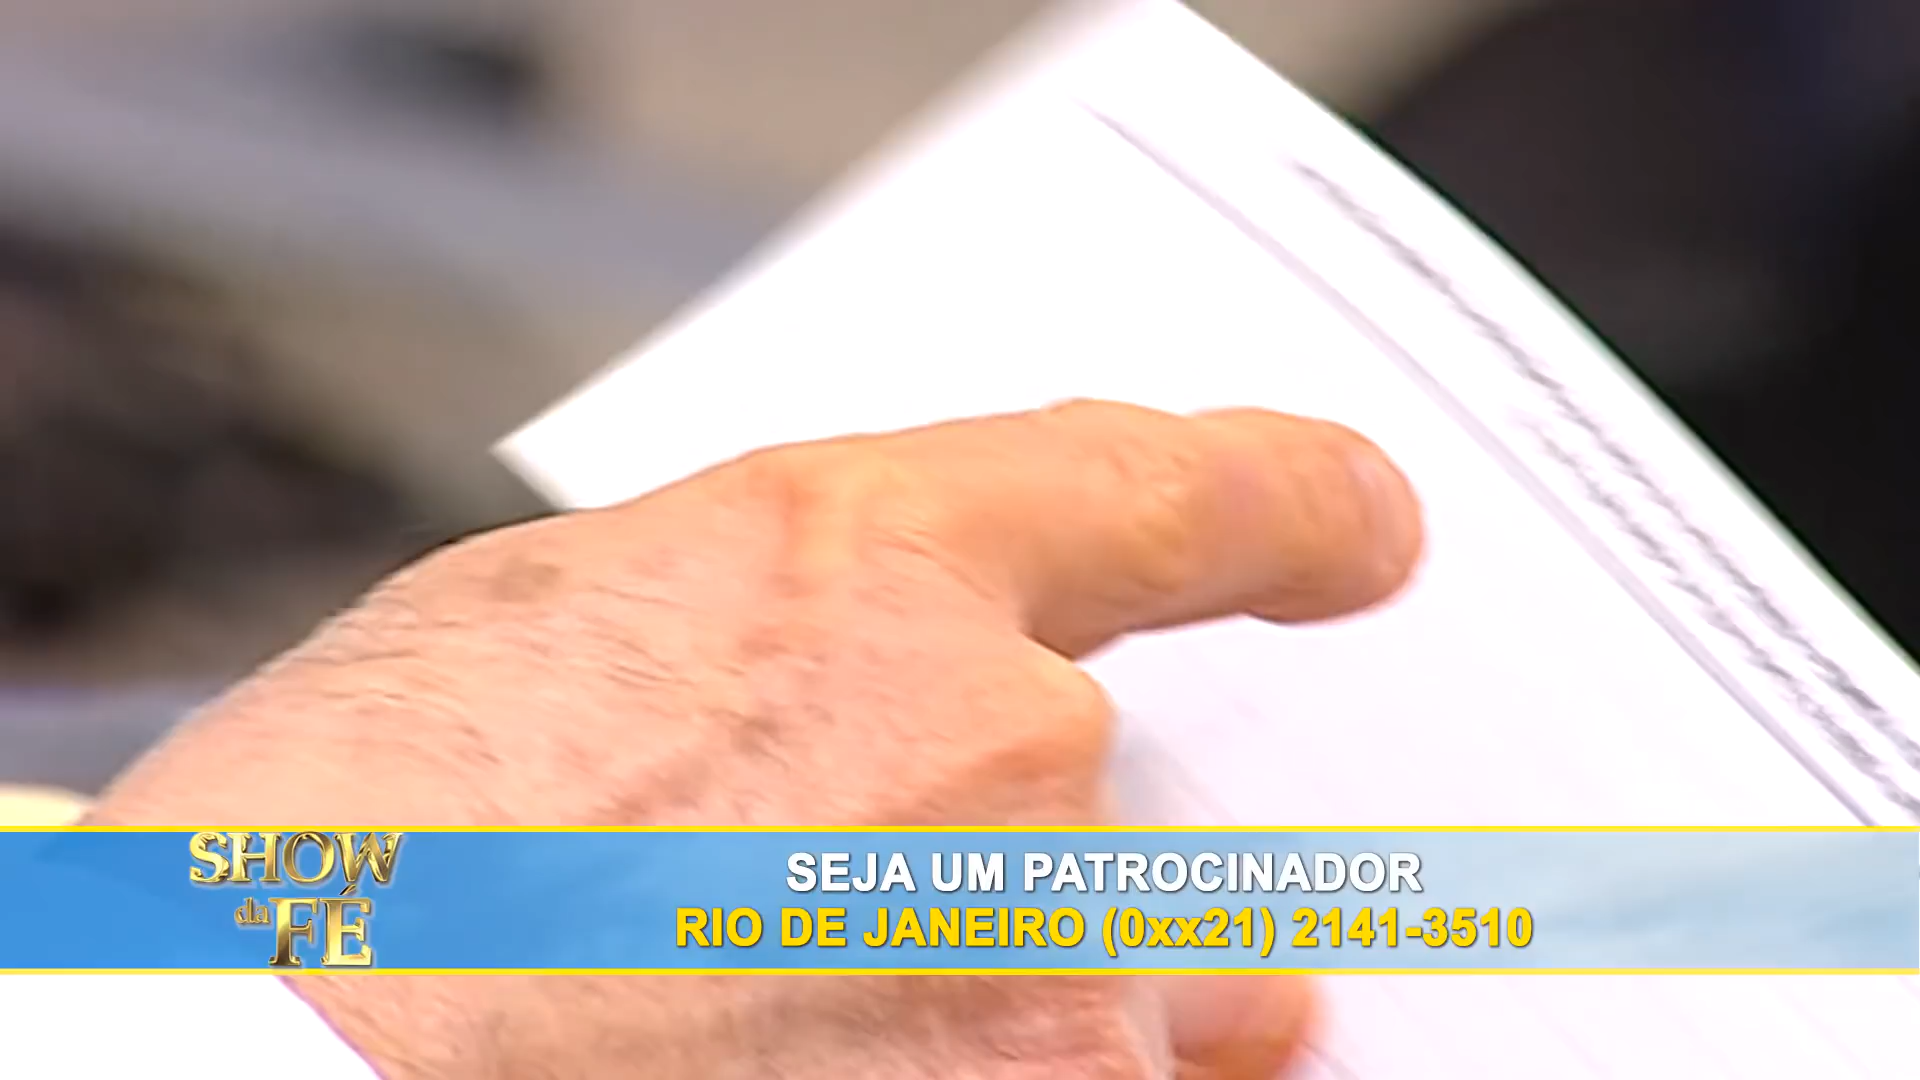 SHOW
da FÉ
SEJA UM PATROCINADOR
RIO DE JANEIRO (0xx21) 2141-3510